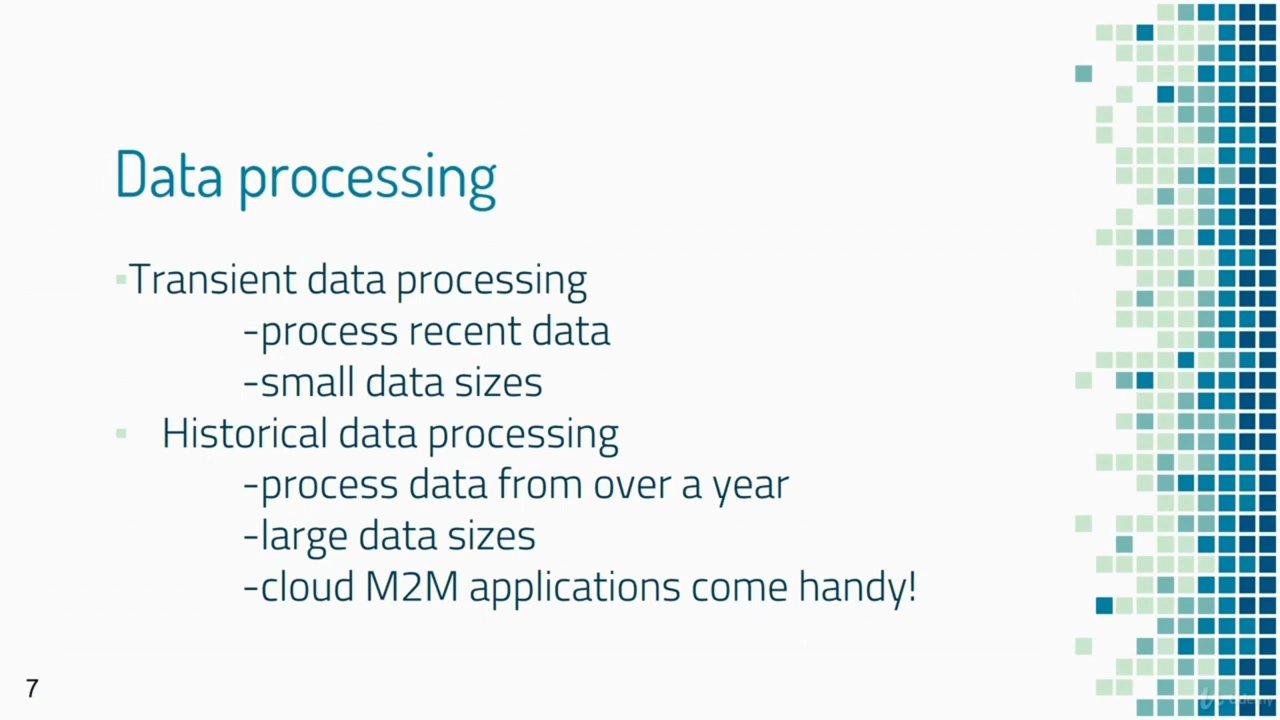 Data processing
▪Transient data processing
-process recent data
-small data sizes
▪ Historical data processing
-process data from over a year
-large data sizes
-cloud M2M applications come handy!
7
Udemy